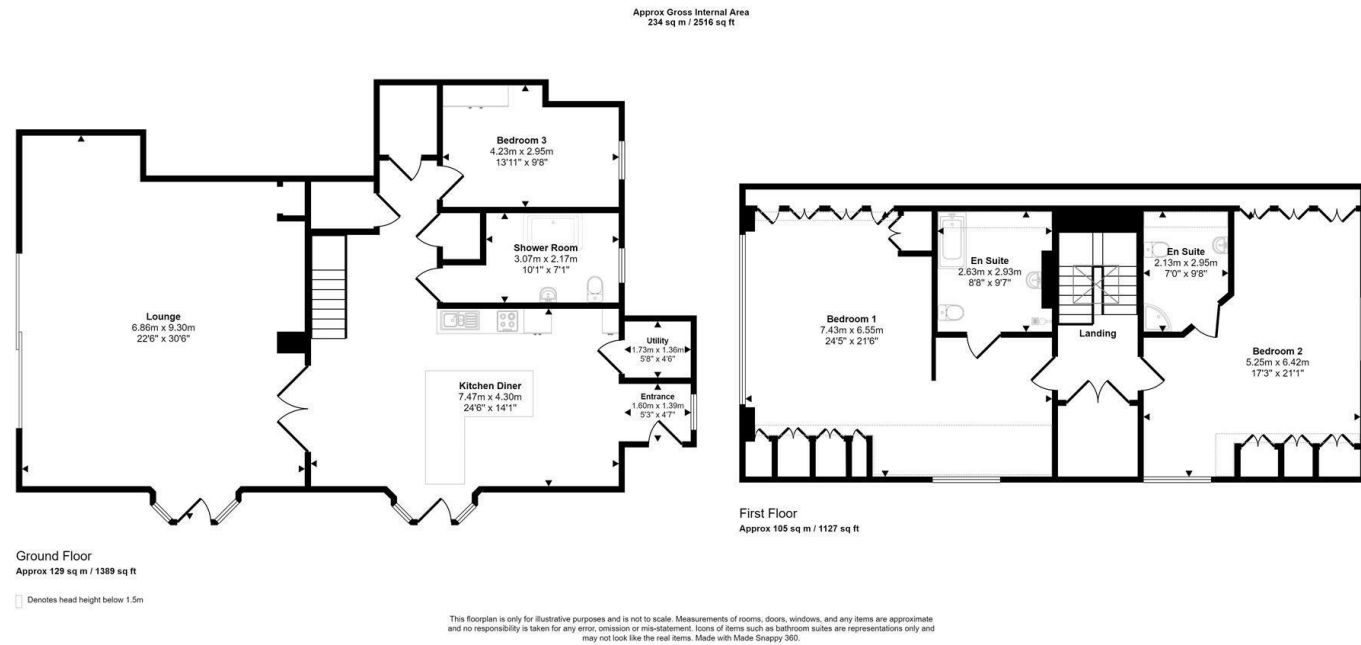 Approx Gross Internal Area
234 sq m / 2516 sq ft
Bedroom 3
4.23m x 2.95m
13'11" x 9'8"
Shower Room
3.07m x 2.17m
10'1" x 7'1"
Lounge
6.86m x 9.30m
22'6" x 30'6"
Kitchen Diner
7.47m x 4.30m
24'6" x 14'1"
Utility
1.73m x 1.36m
5'8" x 4'6"
Entrance
1.60m x 1.39m
5'3" x 4'7"
Ground Floor
Approx 129 sq m / 1389 sq ft
Denotes head height below 1.5m
En Suite
2.63m x 2.93m
8'8" x 9'7"
En Suite
2.13m x 2.95m
7'0" x 9'8"
Bedroom 1
7.43m x 6.55m
24'5" x 21'6"
Landing
Bedroom 2
5.25m x 6.42m
17'3" x 21'1"
First Floor
Approx 105 sq m / 1127 sq ft
This floorplan is only for illustrative purposes and is not to scale. Measurements of rooms, doors, windows, and any items are approximate
and no responsibility is taken for any error, omission or mis-statement. Icons of items such as bathroom suites are representations only and
may not look like the real items. Made with Made Snappy 360.